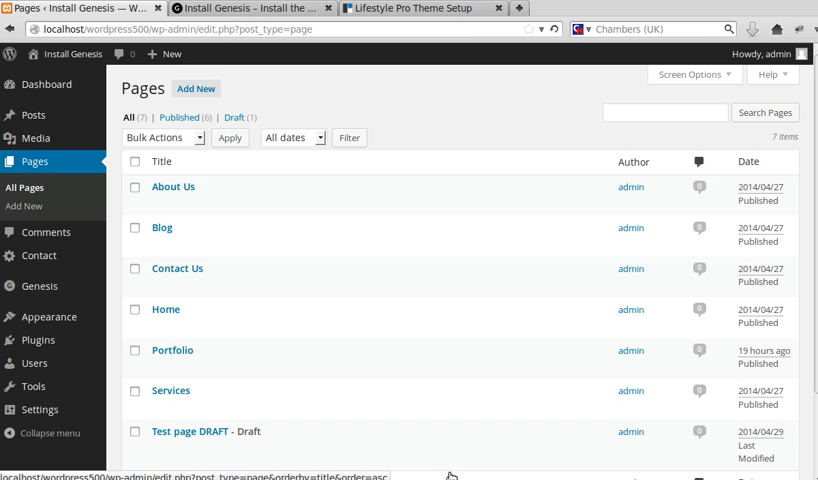 Pages ‹ Install Genesis — W...
Genesis – Install the ...
Lifestyle Pro Theme Setup
localhost/wordpress500/wp-admin/edit.php?post_type=page
Chambers (UK)
Install Genesis
0
New
Howdy, admin
Dashboard
Posts
Media
Pages
All Pages
Add New
Comments
Contact
Genesis
Appearance
Plugins
Users
Tools
Settings
Collapse menu
Screen Options
Help
Pages
Add New
All (7) | Published (6) | Draft (1)
Search Pages
Bulk Actions
Apply
All dates
Filter
7 items
Title Author Date
About Us admin 0 2014/04/27
Published
Blog admin 0 2014/04/27
Published
Contact Us admin 0 2014/04/27
Published
Home admin 0 2014/04/27
Published
Portfolio admin 0 19 hours ago
Published
Services admin 0 2014/04/27
Published
Test page DRAFT - Draft admin 0 2014/04/29
Last
Modified
localhost/wordpress500/wp-admin/edit.php?post_type=page&orderby=title&order=asc